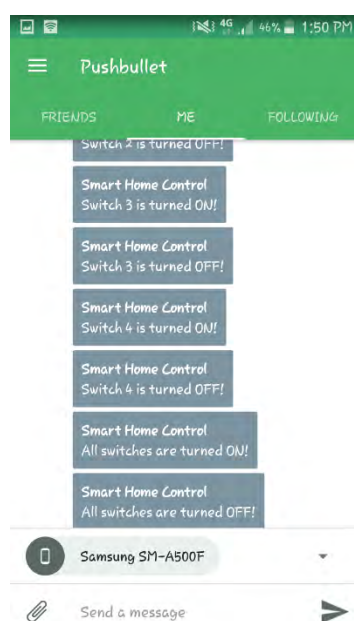 4G 46% 1:50 PM
Pushbullet
FRIENDS ME FOLLOWING
Switch 2 is turned OFF!
Smart Home Control
Switch 3 is turned ON!
Smart Home Control
Switch 3 is turned OFF!
Smart Home Control
Switch 4 is turned ON!
Smart Home Control
Switch 4 is turned OFF!
Smart Home Control
All switches are turned ON!
Smart Home Control
All switches are turned OFF!
Samsung SM-A500F
Send a message